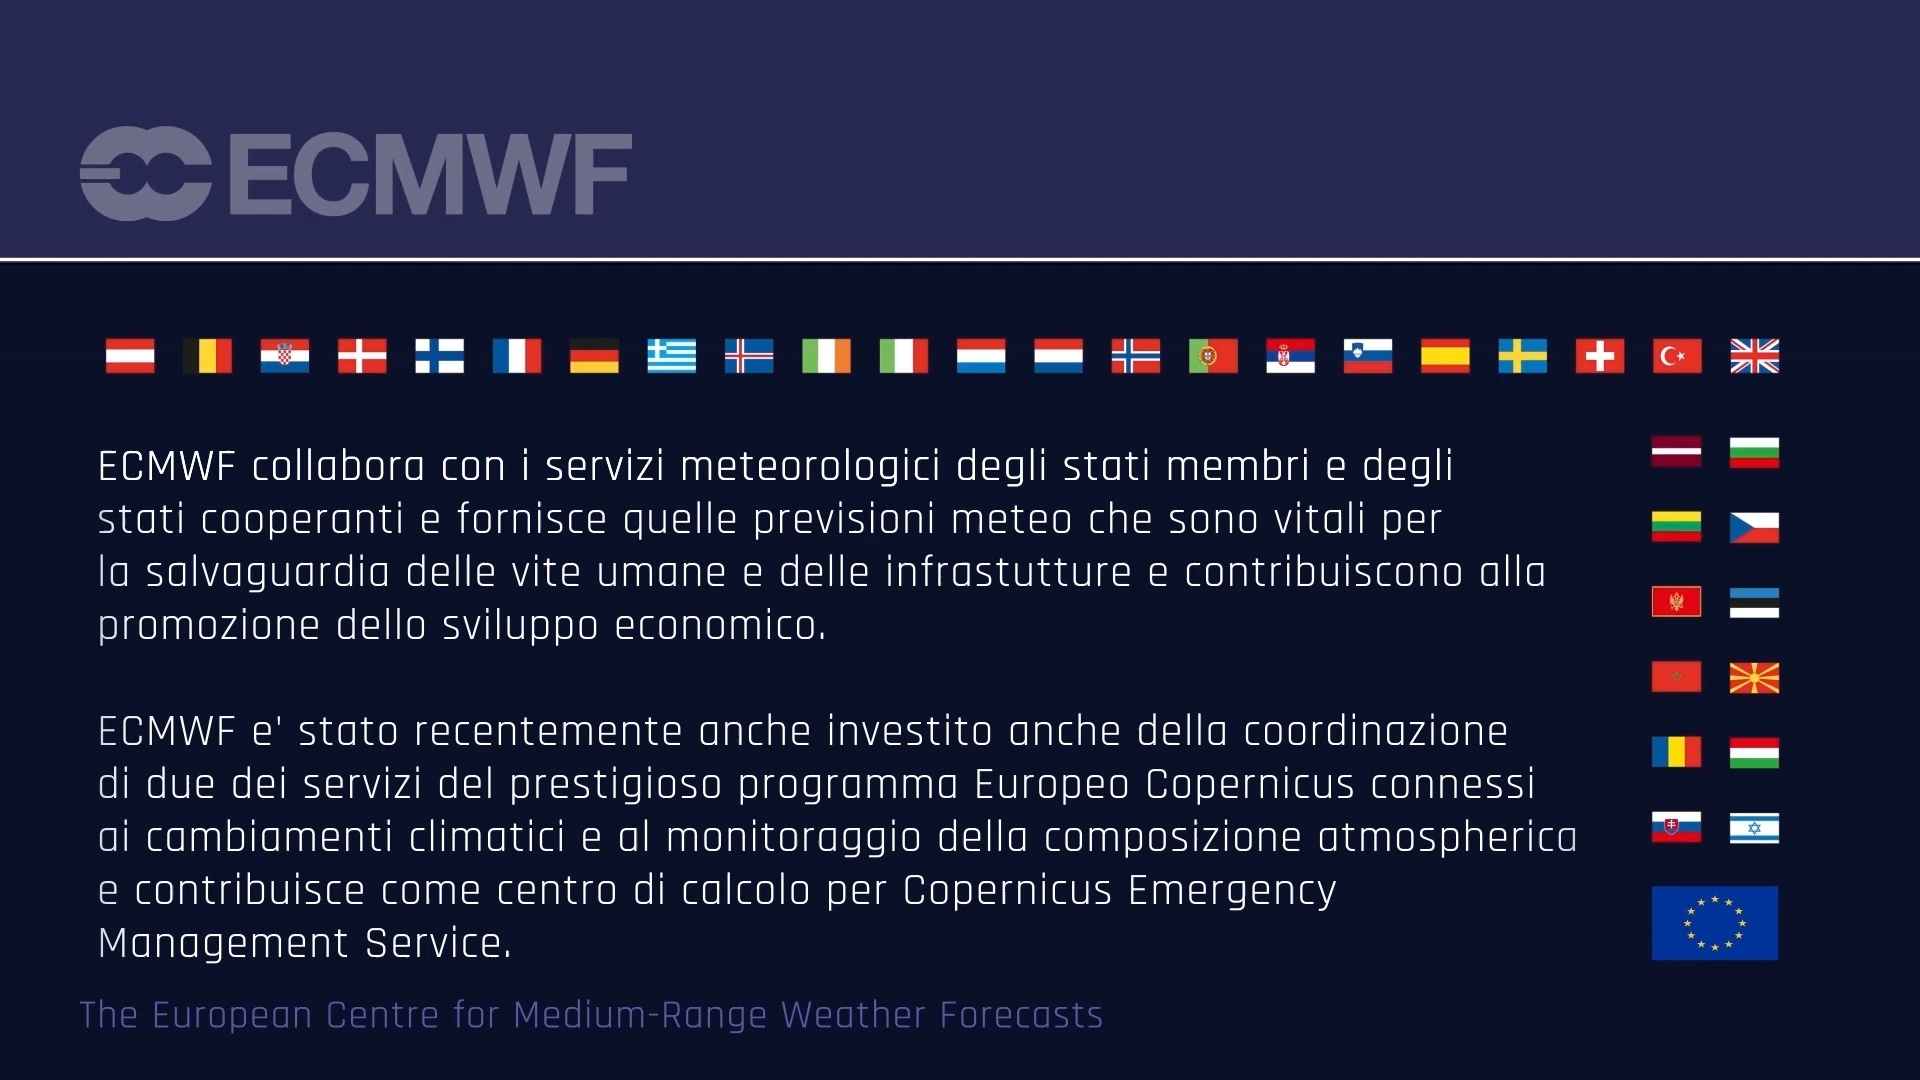 ECMWF
ECMWF collabora con i servizi meteorologici degli stati membri e degli
stati cooperanti e fornisce quelle previsioni meteo che sono vitali per
la salvaguardia delle vite umane e delle infrastutture e contribuiscono alla
promozione dello sviluppo economico.
ECMWF e' stato recentemente anche investito anche della coordinazione
di due dei servizi del prestigioso programma Europeo Copernicus connessi
ai cambiamenti climatici e al monitoraggio della composizione atmospherica
e contribuisce come centro di calcolo per Copernicus Emergency
Management Service.
The European Centre for Medium-Range Weather Forecasts